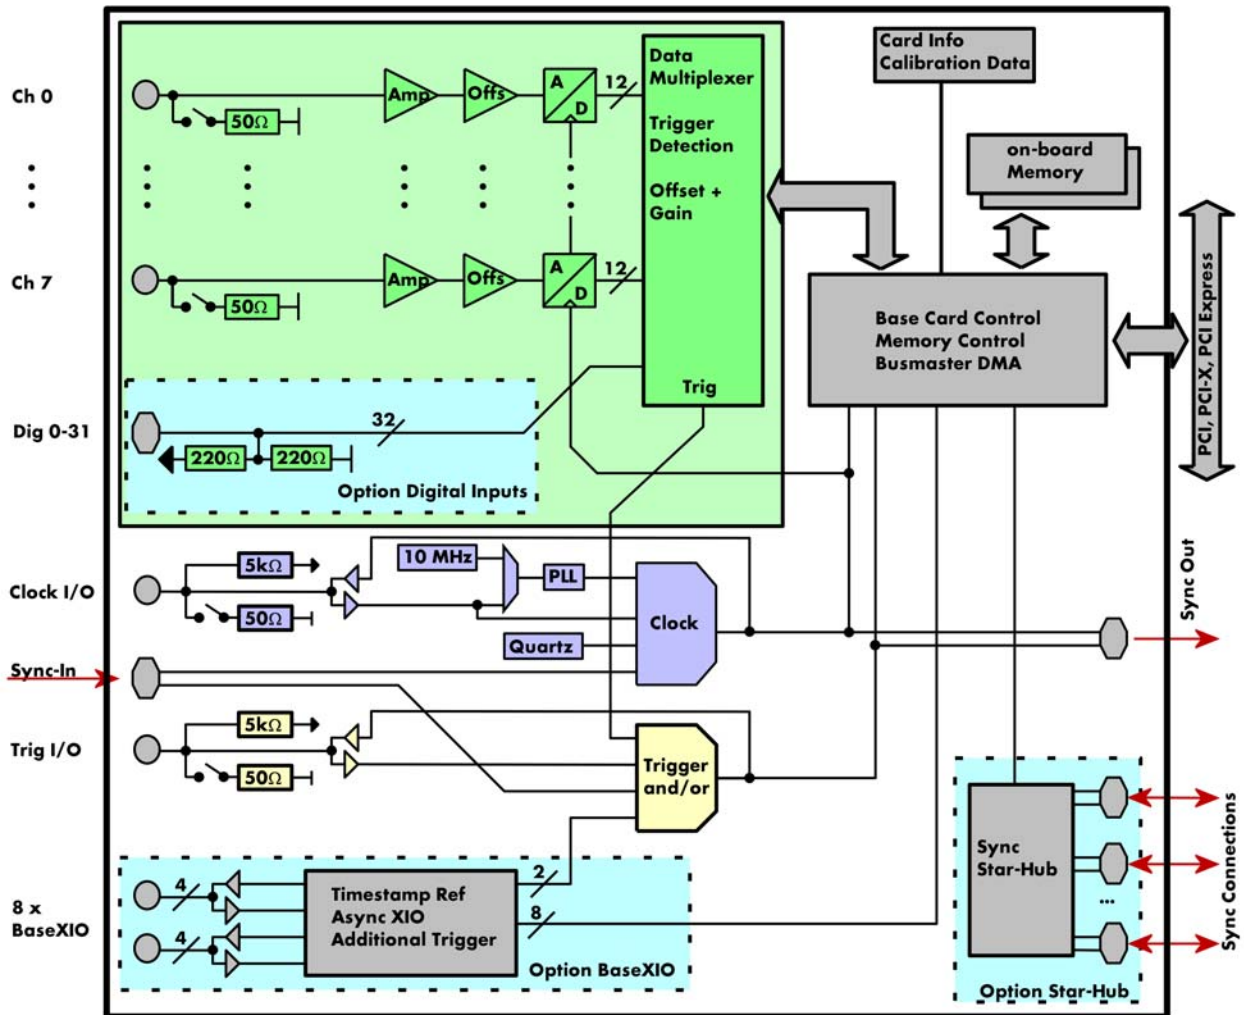 Card Info
Calibration Data
Ch 0
Amp
Offs
A
D
12
50Ω
Data
Multiplexer
Trigger
Detection
Offset +
Gain
Trig
on-board
Memory
Ch 7
Amp
Offs
A
D
12
50Ω
Base Card Control
Memory Control
Busmaster DMA
PCI, PCI-X, PCI Express
Dig 0-31
32
220Ω
220Ω
Option Digital Inputs
Clock I/O
5kΩ
50Ω
10 MHz
PLL
Quartz
Clock
Sync Out
Sync-In
Trig I/O
5kΩ
50Ω
Trigger
and/or
8 x
BaseXIO
4
4
Timestamp Ref
Async XIO
Additional Trigger
2
8
Option BaseXIO
Sync
Star-Hub
...
Option Star-Hub
Sync Connections